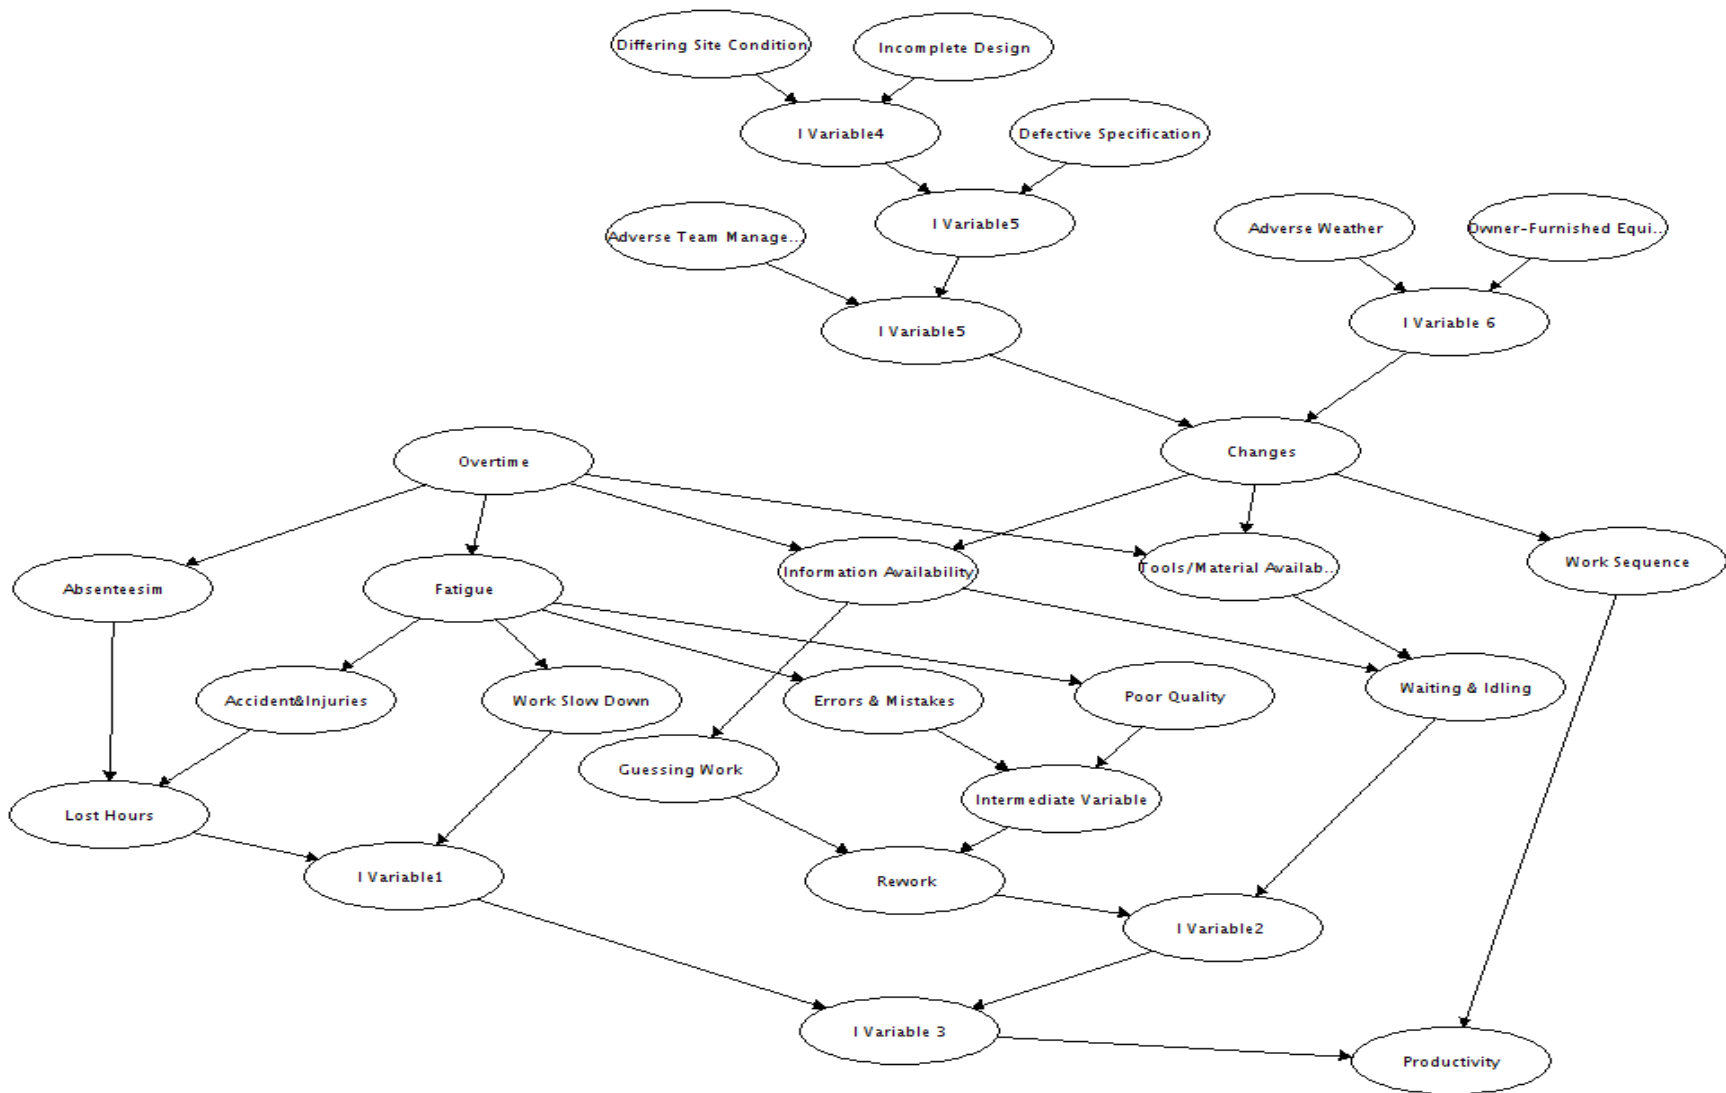 Differing Site Condition
Incomplete Design
I Variable4
Defective Specification
I Variable5
Adverse Team Manage...
Adverse Weather
Owner-Furnished Equi...
I Variable5
I Variable 6
Changes
Overtime
Information Availability
Tools/Material Availab...
Work Sequence
Absenteesim
Fatigue
Accident&Injuries
Work Slow Down
Errors & Mistakes
Poor Quality
Waiting & Idling
Guessing Work
Intermediate Variable
Lost Hours
I Variable1
Rework
I Variable2
I Variable 3
Productivity